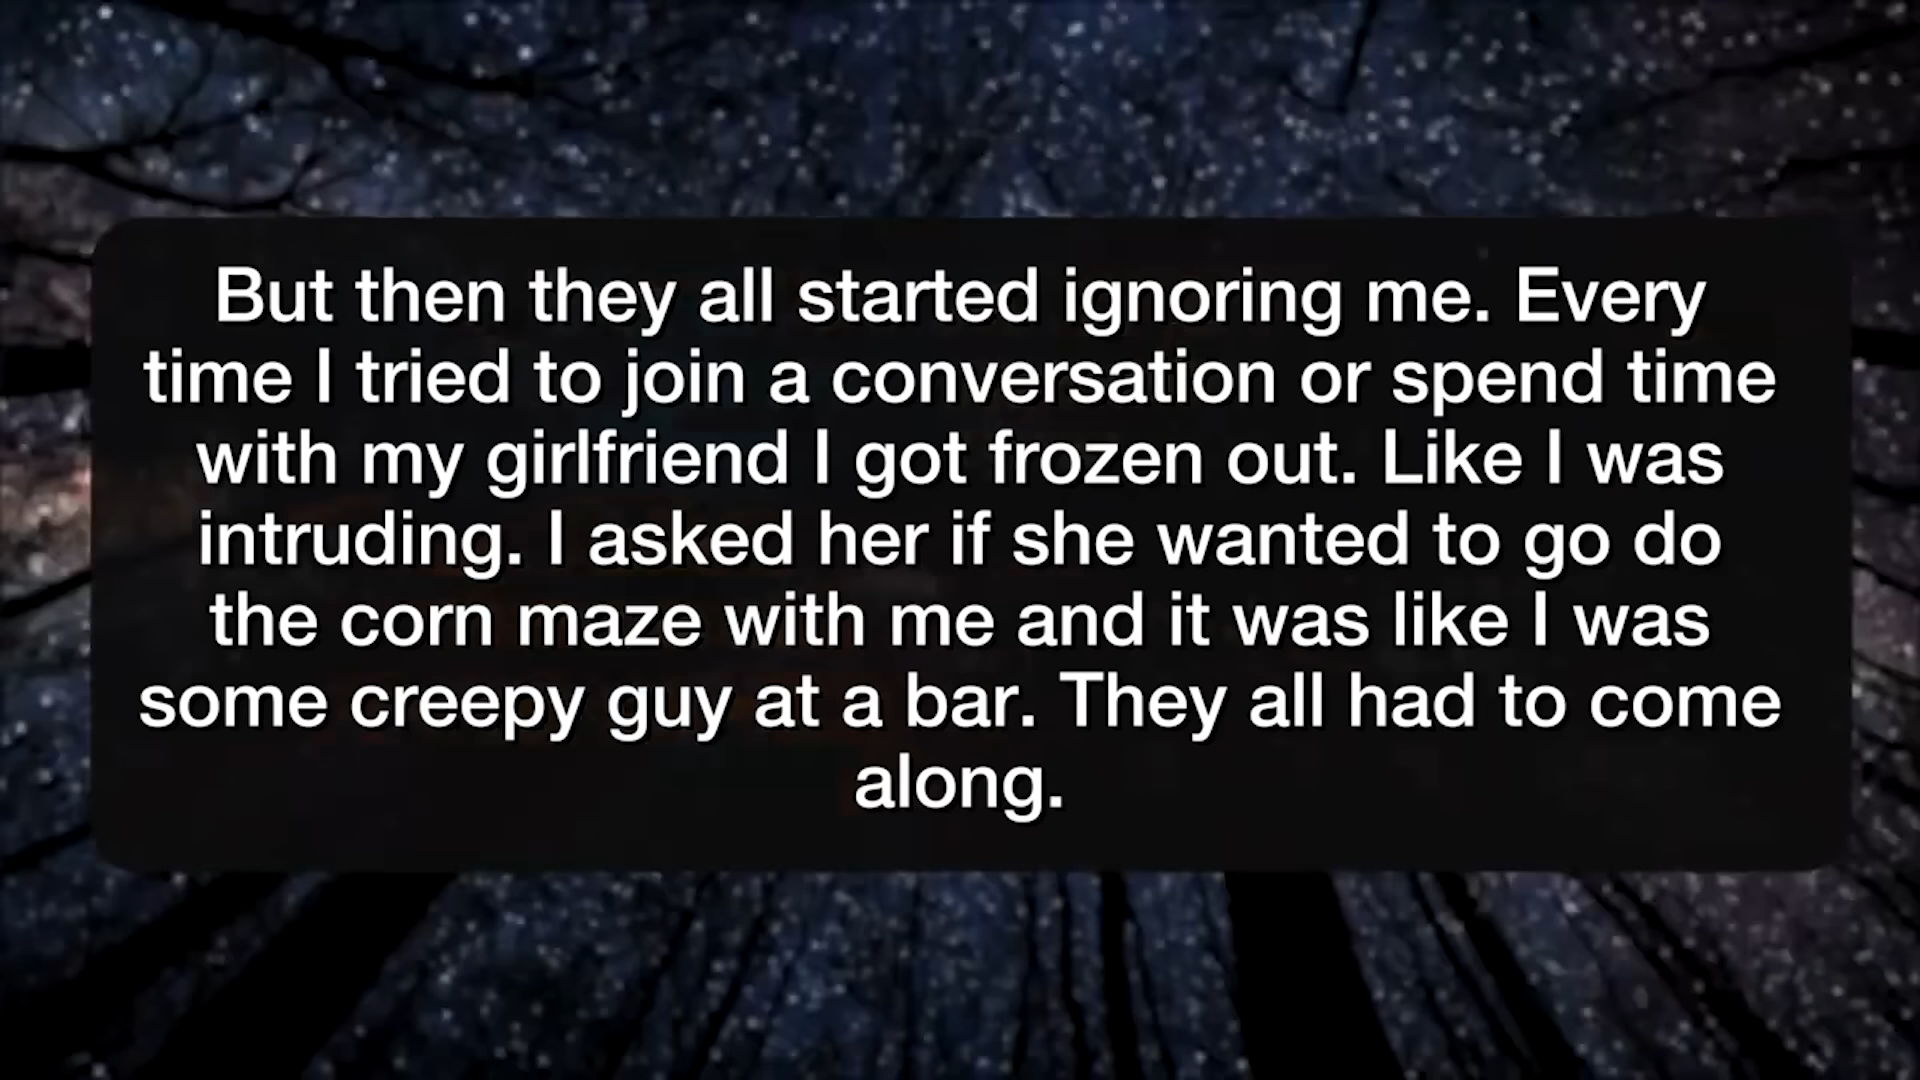 But then they all started ignoring me. Every
time I tried to join a conversation or spend time
with my girlfriend I got frozen out. Like I was
intruding. I asked her if she wanted to go do
the corn maze with me and it was like I was
some creepy guy at a bar. They all had to come
along.